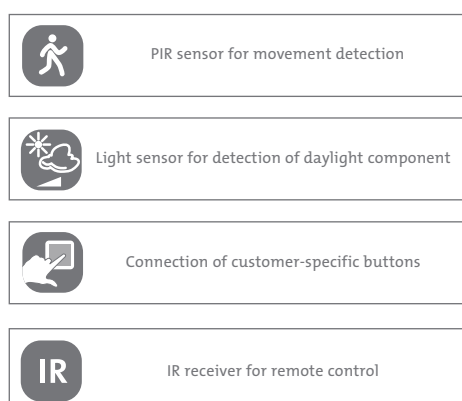 PIR sensor for movement detection
Light sensor for detection of daylight component
Connection of customer-specific buttons
IR
IR receiver for remote control